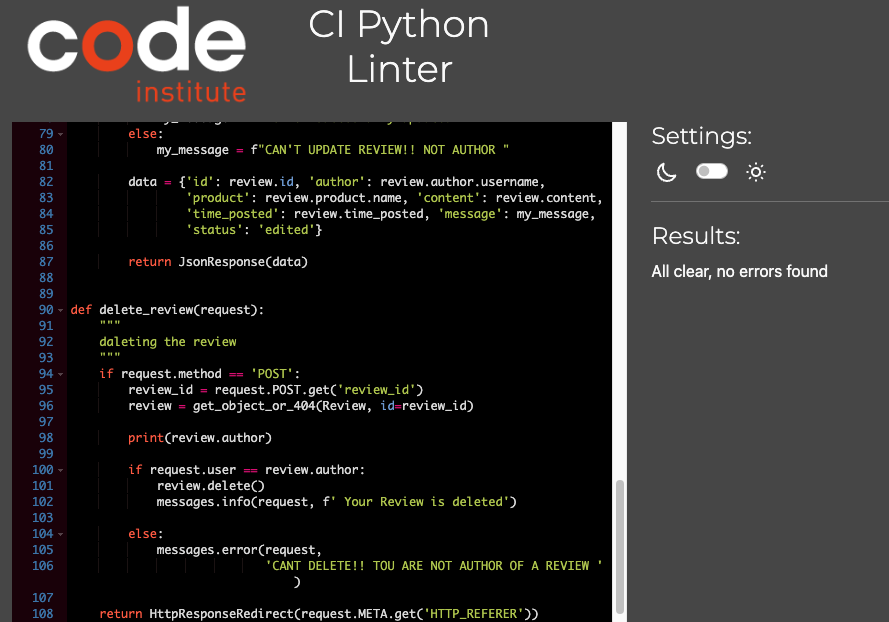 code
institute
CI Python
Linter
79 else:
80 my_message = f"CAN'T UPDATE REVIEW!! NOT AUTHOR "
81
82 data = {'id': review.id, 'author': review.author.username,
83 'product': review.product.name, 'content': review.content,
84 'time_posted': review.time_posted, 'message': my_message,
85 'status': 'edited'}
86
87 return JsonResponse(data)
88
89
90 def delete_review(request):
91 """
92 daleting the review
93 """
94 if request.method == 'POST':
95 review_id = request.POST.get('review_id')
96 review = get_object_or_404(Review, id=review_id)
97
98 print(review.author)
99
100 if request.user == review.author:
101 review.delete()
102 messages.info(request, f' Your Review is deleted')
103
104 else:
105 messages.error(request,
106 'CANT DELETE!! TOU ARE NOT AUTHOR OF A REVIEW '
)
107
108 return HttpResponseRedirect(request.META.get('HTTP_REFERER'))
Settings:
Results:
All clear, no errors found